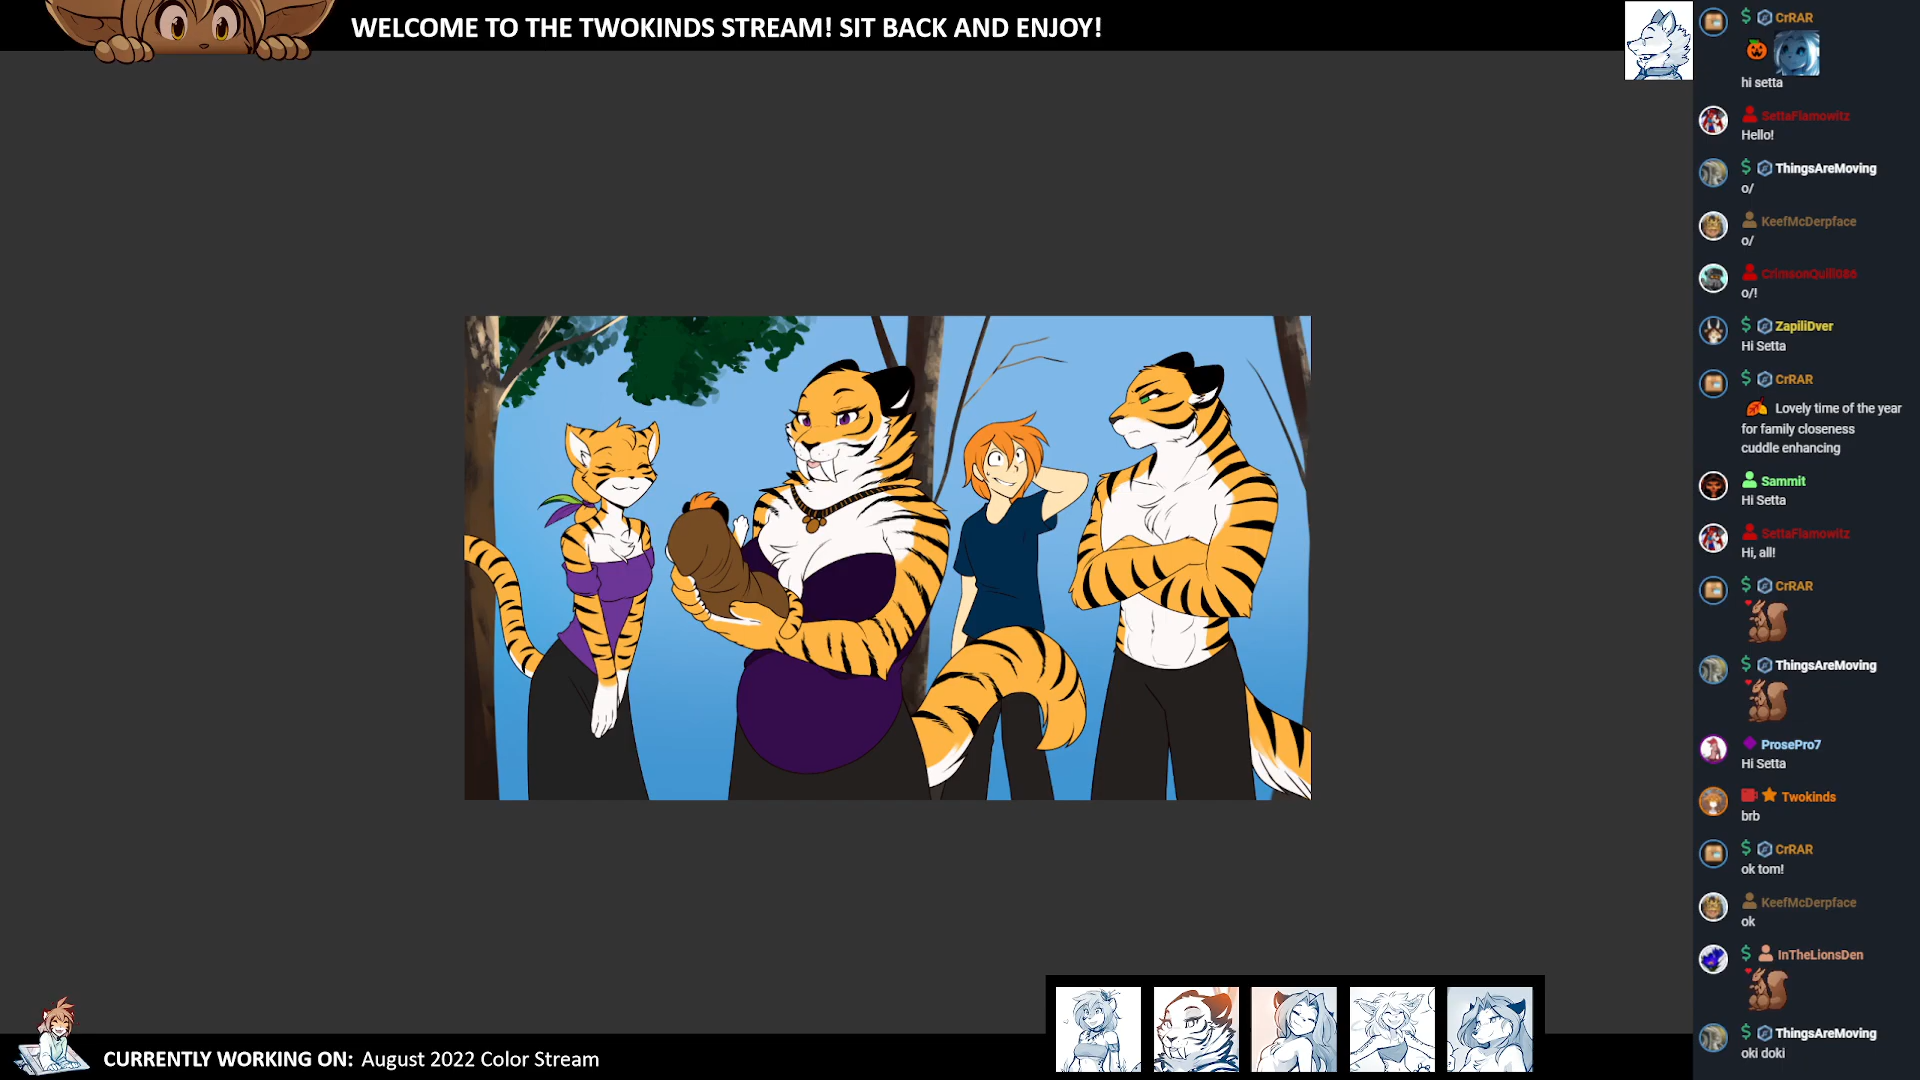 WELCOME TO THE TWOKINDS STREAM! SIT BACK AND ENJOY!
CrRAR
hi setta
SettaFlamowitz
Hello!
ThingsAreMoving
o/
KeefMcDerpface
o/
CrimsonQuill086
o/!
ZapiliDver
Hi Setta
CrRAR
Lovely time of the year
for family closeness
cuddle enhancing
Sammit
Hi Setta
SettaFlamowitz
Hi, all!
CrRAR
ThingsAreMoving
ProsePro7
Hi Setta
Twokinds
brb
CrRAR
ok tom!
KeefMcDerpface
ok
InTheLionsDen
ThingsAreMoving
oki doki
CURRENTLY WORKING ON: August 2022 Color Stream